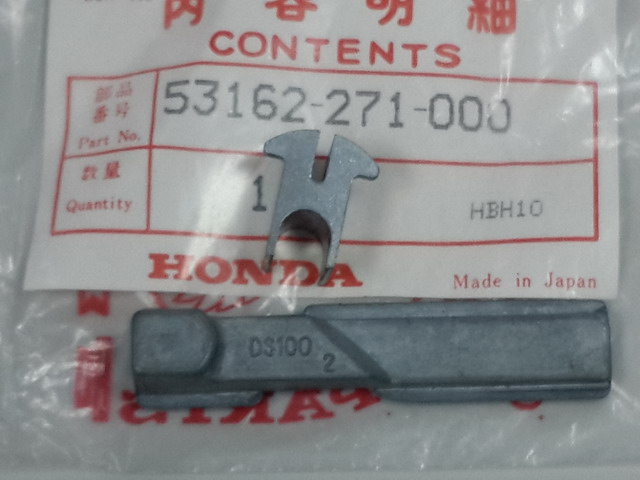 内容明細
CONTENTS
部品
番号
Part No.
53162-271-000
数量
Quantity
1
HBH10
HONDA
Made in Japan
DS100
2